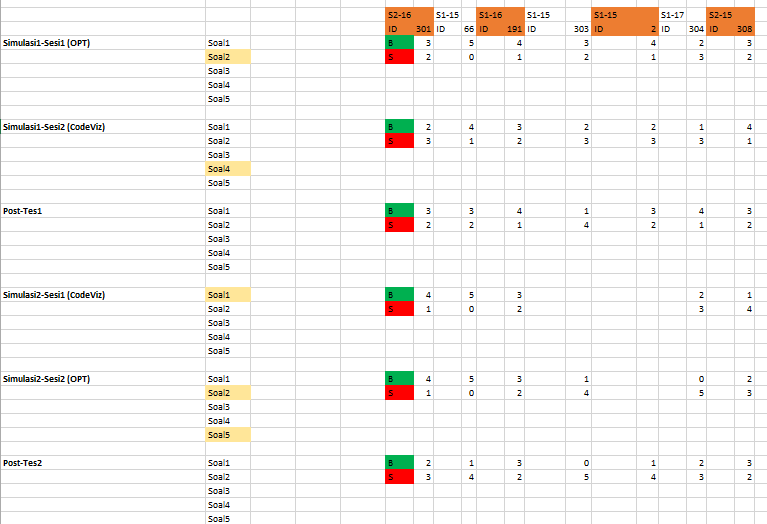 S2-16 S1-15 S1-16 S1-15 S1-15 S1-17 S2-15
ID 301 ID 66 ID 191 ID 303 ID 2 ID 304 ID 308
Simulasi1-Sesi1 (OPT) Soal1 B 3 5 4 3 4 2 3
Soal2 S 2 0 1 2 1 3 2
Soal3
Soal4
Soal5
Simulasi1-Sesi2 (CodeViz) Soal1 B 2 4 3 2 2 1 4
Soal2 S 3 1 2 3 3 3 1
Soal3
Soal4
Soal5
Post-Tes1 Soal1 B 3 3 4 1 3 4 3
Soal2 S 2 2 1 4 2 1 2
Soal3
Soal4
Soal5
Simulasi2-Sesi1 (CodeViz) Soal1 B 4 5 3 2 1
Soal2 S 1 0 2 3 4
Soal3
Soal4
Soal5
Simulasi2-Sesi2 (OPT) Soal1 B 4 5 3 1 0 2
Soal2 S 1 0 2 4 5 3
Soal3
Soal4
Soal5
Post-Tes2 Soal1 B 2 1 3 0 1 2 3
Soal2 S 3 4 2 5 4 3 2
Soal3
Soal4
Soal5